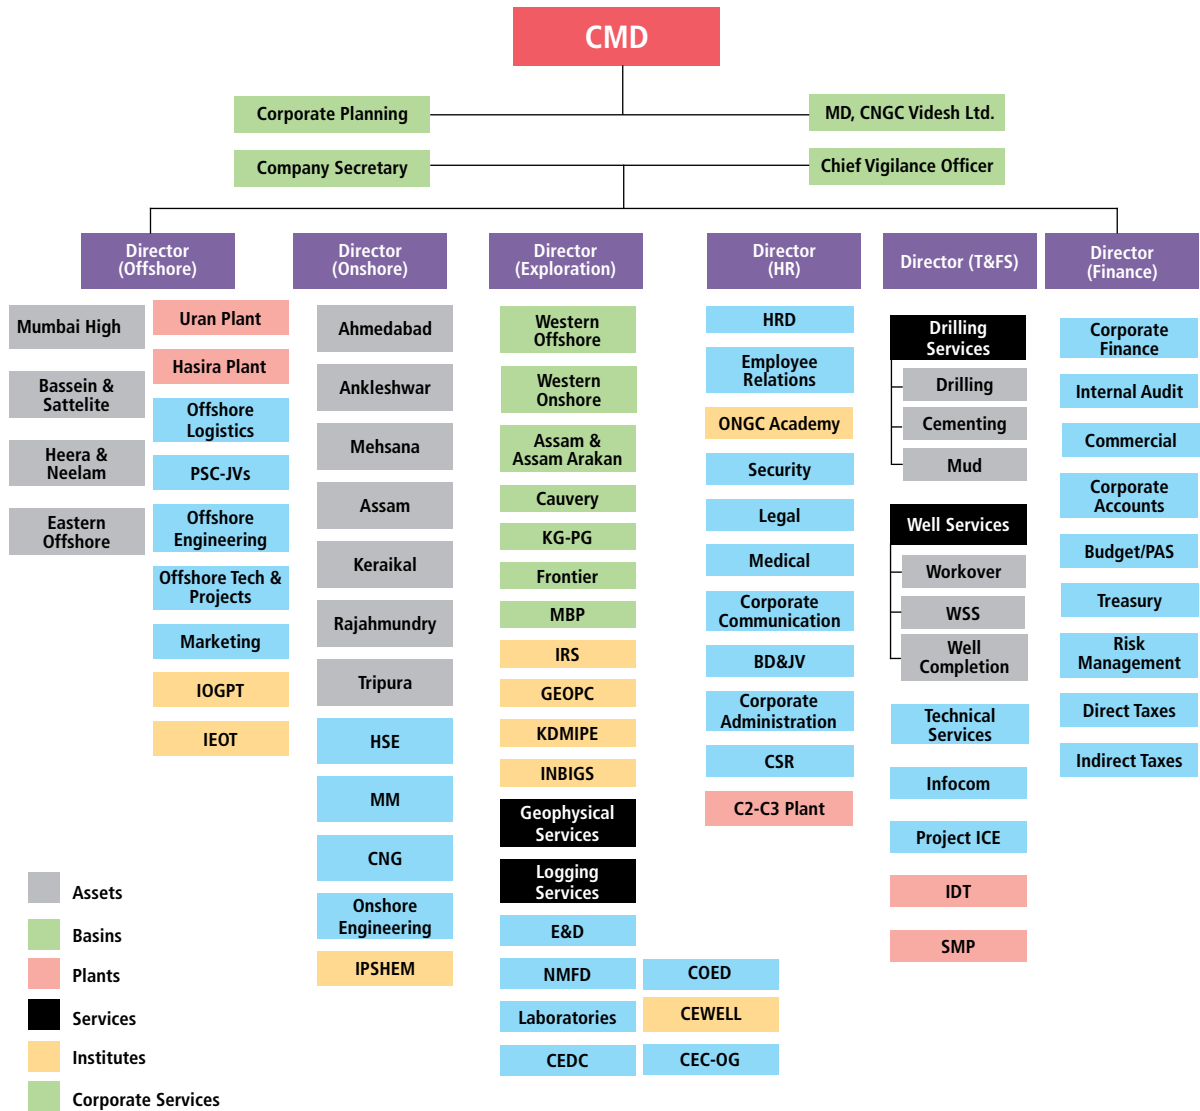 CMD
Corporate Planning
MD, CNGC Videsh Ltd.
Company Secretary
Chief Vigilance Officer
Director
(Offshore)
Mumbai High
Bassein &
Sattelite
Heera &
Neelam
Eastern
Offshore
Uran Plant
Hasira Plant
Offshore
Logistics
PSC-JVs
Offshore
Engineering
Offshore Tech &
Projects
Marketing
IOGPT
IEOT
Director
(Onshore)
Ahmedabad
Ankleshwar
Mehsana
Assam
Keraikal
Rajahmundry
Tripura
HSE
MM
CNG
Onshore
Engineering
IPSHEM
Director
(Exploration)
Western
Offshore
Western
Onshore
Assam &
Assam Arakan
Cauvery
KG-PG
Frontier
MBP
IRS
GEOPC
KDMIPE
INBIGS
Geophysical
Services
Logging
Services
E&D
NMFD
Laboratories
CEDC
COED
CEWELL
CEC-OG
Director
(HR)
HRD
Employee
Relations
ONGC Academy
Security
Legal
Medical
Corporate
Communication
BD&JV
Corporate
Administration
CSR
C2-C3 Plant
Director (T&FS)
Drilling
Services
Drilling
Cementing
Mud
Well Services
Workover
WSS
Well
Completion
Technical
Services
Infocom
Project ICE
IDT
SMP
Director
(Finance)
Corporate
Finance
Internal Audit
Commercial
Corporate
Accounts
Budget/PAS
Treasury
Risk
Management
Direct Taxes
Indirect Taxes
Assets
Basins
Plants
Services
Institutes
Corporate Services